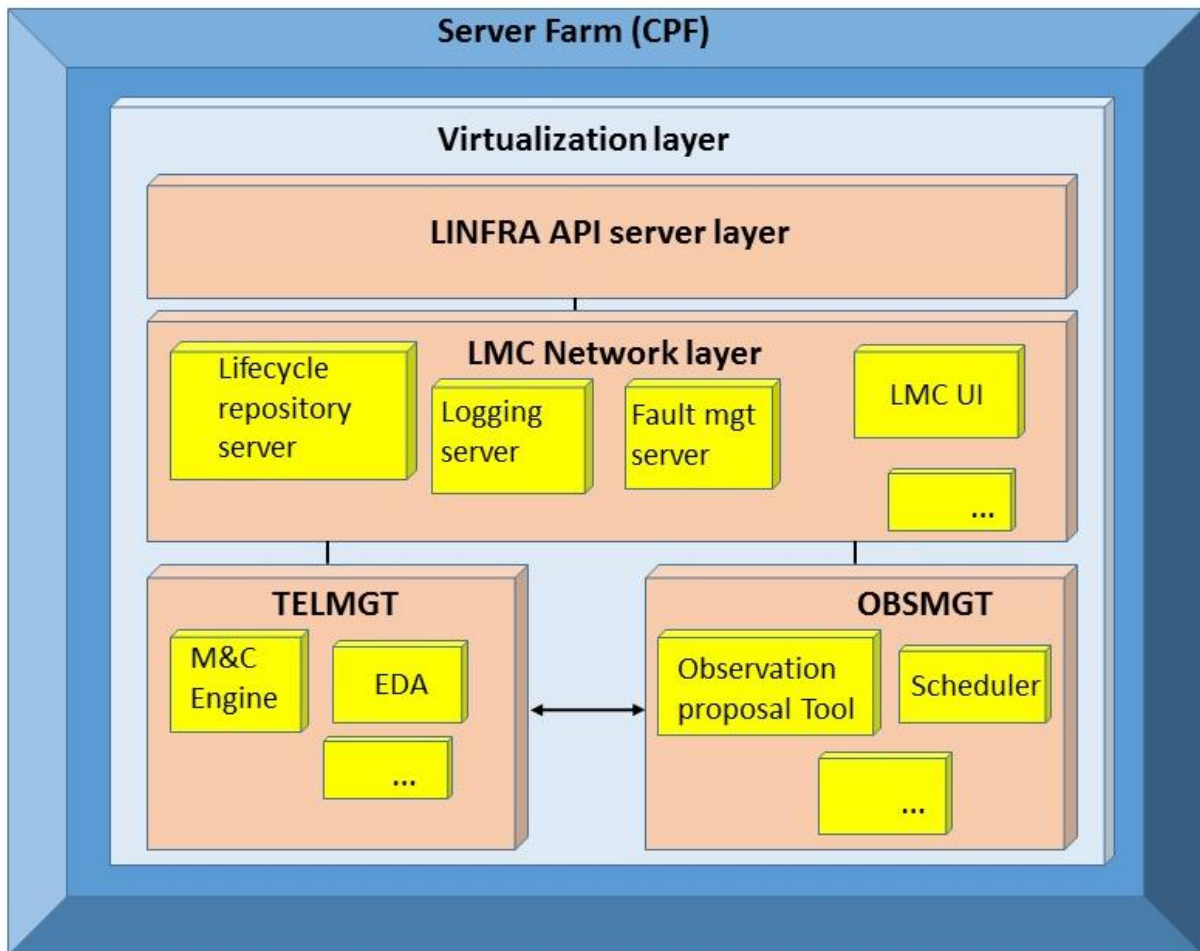 Server Farm (CPF)
Virtualization layer
LINFRA API server layer
LMC Network layer
Lifecycle
repository
server
Logging
server
Fault mgt
server
LMC UI
...
TELMGT
M&C
Engine
EDA
...
OBSMGT
Observation
proposal Tool
Scheduler
...